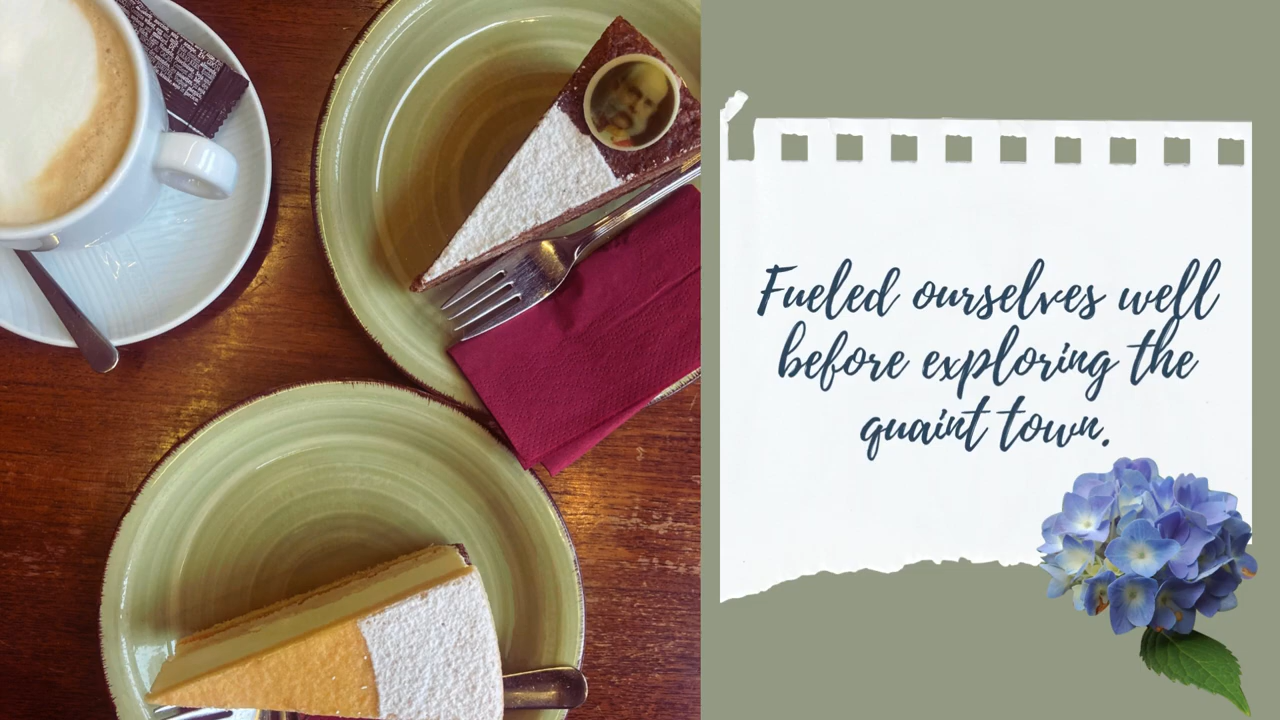 Fueled ourselves well
before exploring the
quaint town.